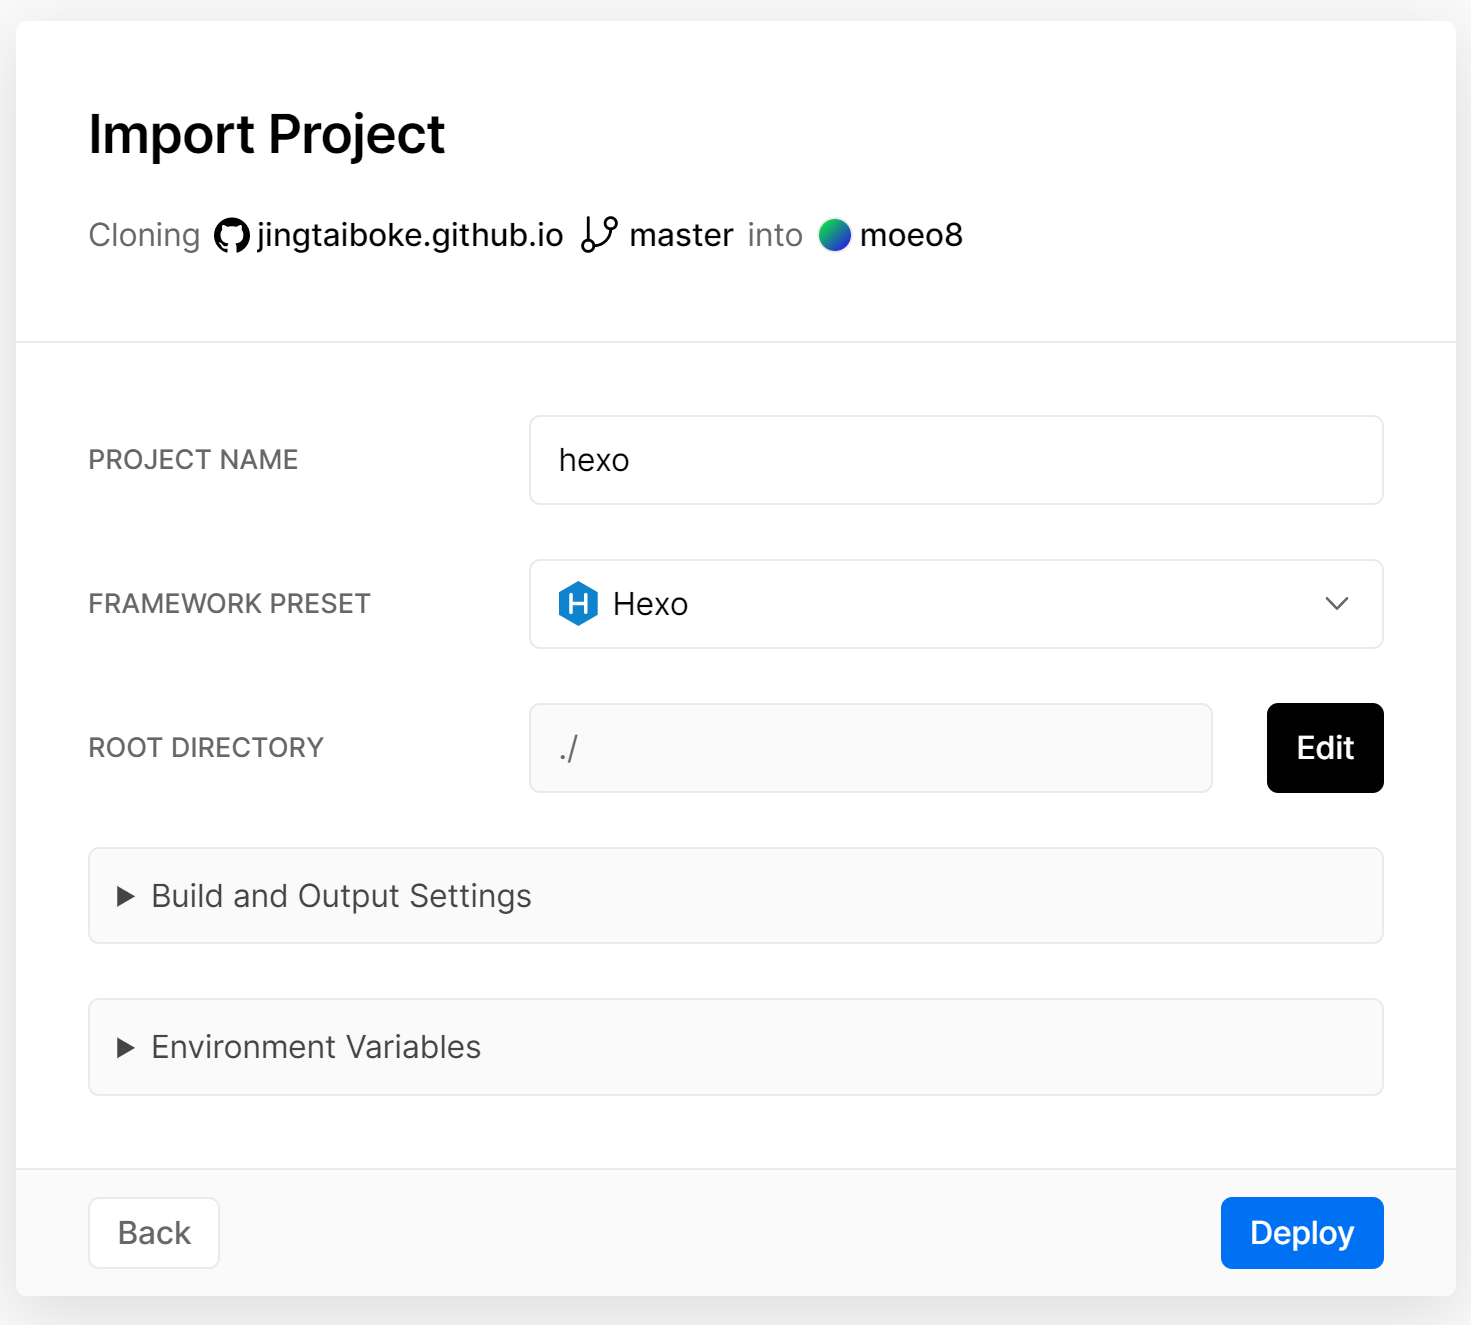 Import Project
Cloning jingtaiboke.github.io master into moeo8
PROJECT NAME hexo
FRAMEWORK PRESET H Hexo
ROOT DIRECTORY ./ Edit
Build and Output Settings
Environment Variables
Back Deploy